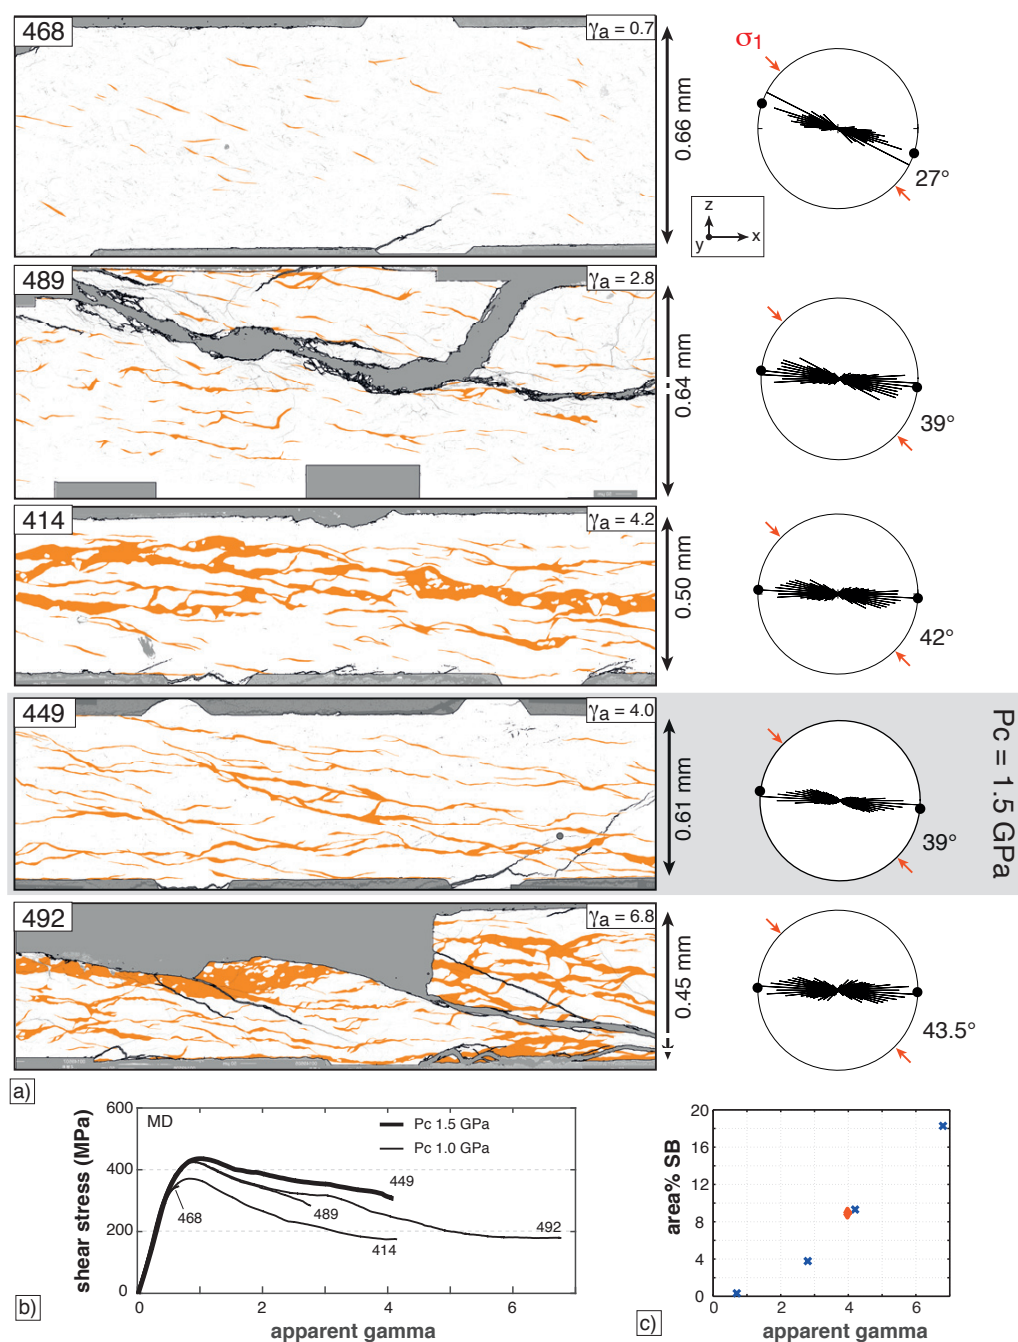 468
γa = 0.7
0.66 mm
σ1
27°
z
y
x
489
γa = 2.8
0.64 mm
39°
414
γa = 4.2
0.50 mm
42°
449
γa = 4.0
0.61 mm
39°
Pc = 1.5 GPa
492
γa = 6.8
0.45 mm
43.5°
a)
shear stress (MPa)
600
400
200
0
MD
Pc 1.5 GPa
Pc 1.0 GPa
449
468
489
492
414
0 2 4 6
apparent gamma
b)
area% SB
20
16
12
8
4
0
0 2 4 6
apparent gamma
c)